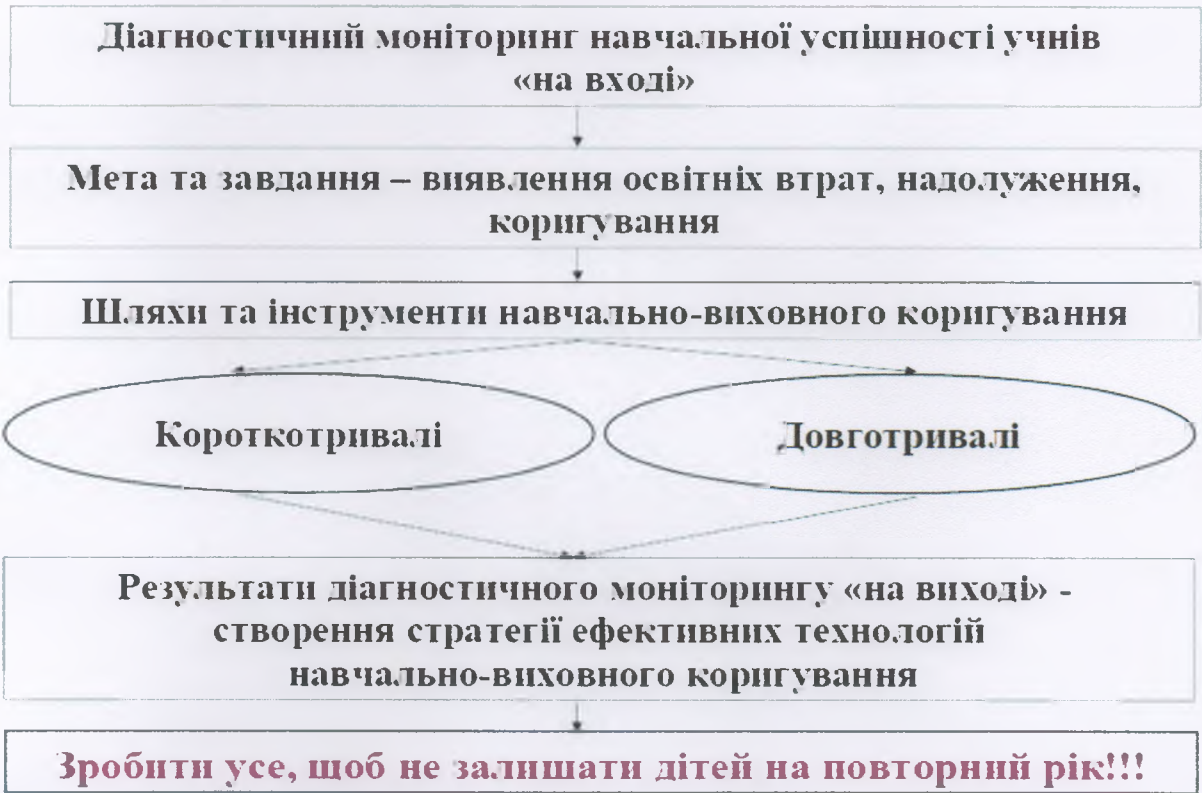 Діагностичний моніторинг навчальної успішності учнів
«на вході»
Мета та завдання – виявлення освітніх втрат, надолуження,
коригування
Шляхи та інструменти навчально-виховного коригування
Короткотривалі
Довготривалі
Результати діагностичного моніторингу «на виході» -
створення стратегії ефективних технологій
навчально-виховного коригування
Зробити усе, щоб не залишати дітей на повторний рік!!!